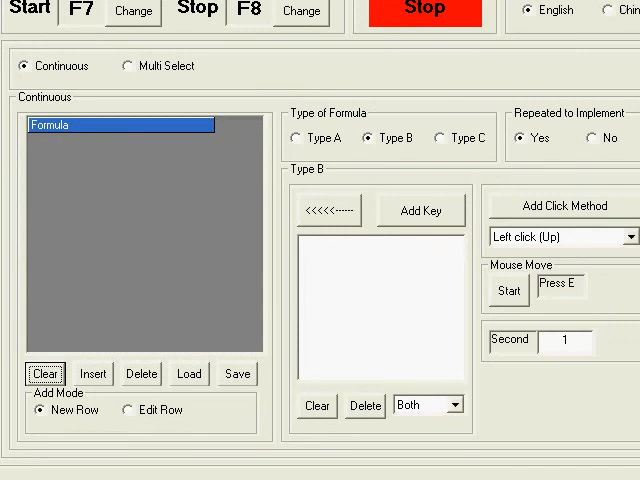 Start F7 Change Stop F8 Change Stop English
Continuous Multi Select
Continuous
Formula
Type of Formula
Type A Type B Type C
Repeated to Implement
Yes No
Type B
<<<<<------ Add Key
Add Click Method
Left click (Up)
Mouse Move
Start Press E
Second 1
Clear Insert Delete Load Save
Add Mode
New Row Edit Row
Clear Delete Both